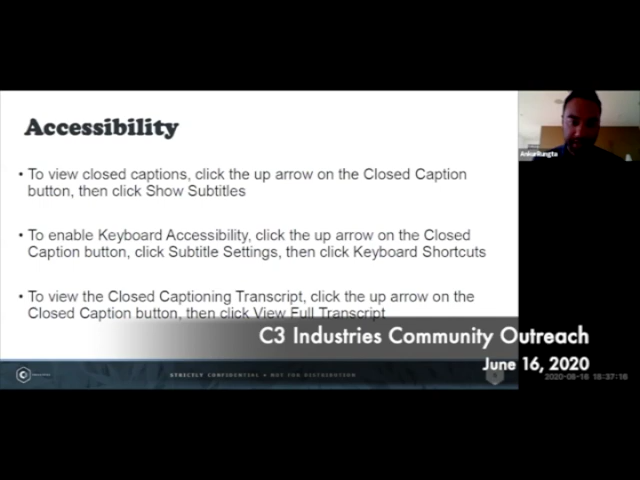 Accessibility
• To view closed captions, click the up arrow on the Closed Caption
button, then click Show Subtitles
• To enable Keyboard Accessibility, click the up arrow on the Closed
Caption button, click Subtitle Settings, then click Keyboard Shortcuts
• To view the Closed Captioning Transcript, click the up arrow on the
Closed Caption button, then click View Full Transcript
Ankur Rungta
C3 Industries Community Outreach
June 16, 2020
STRICTLY CONFIDENTIAL • NOT FOR DISTRIBUTION
2020-06-16 18:37:16